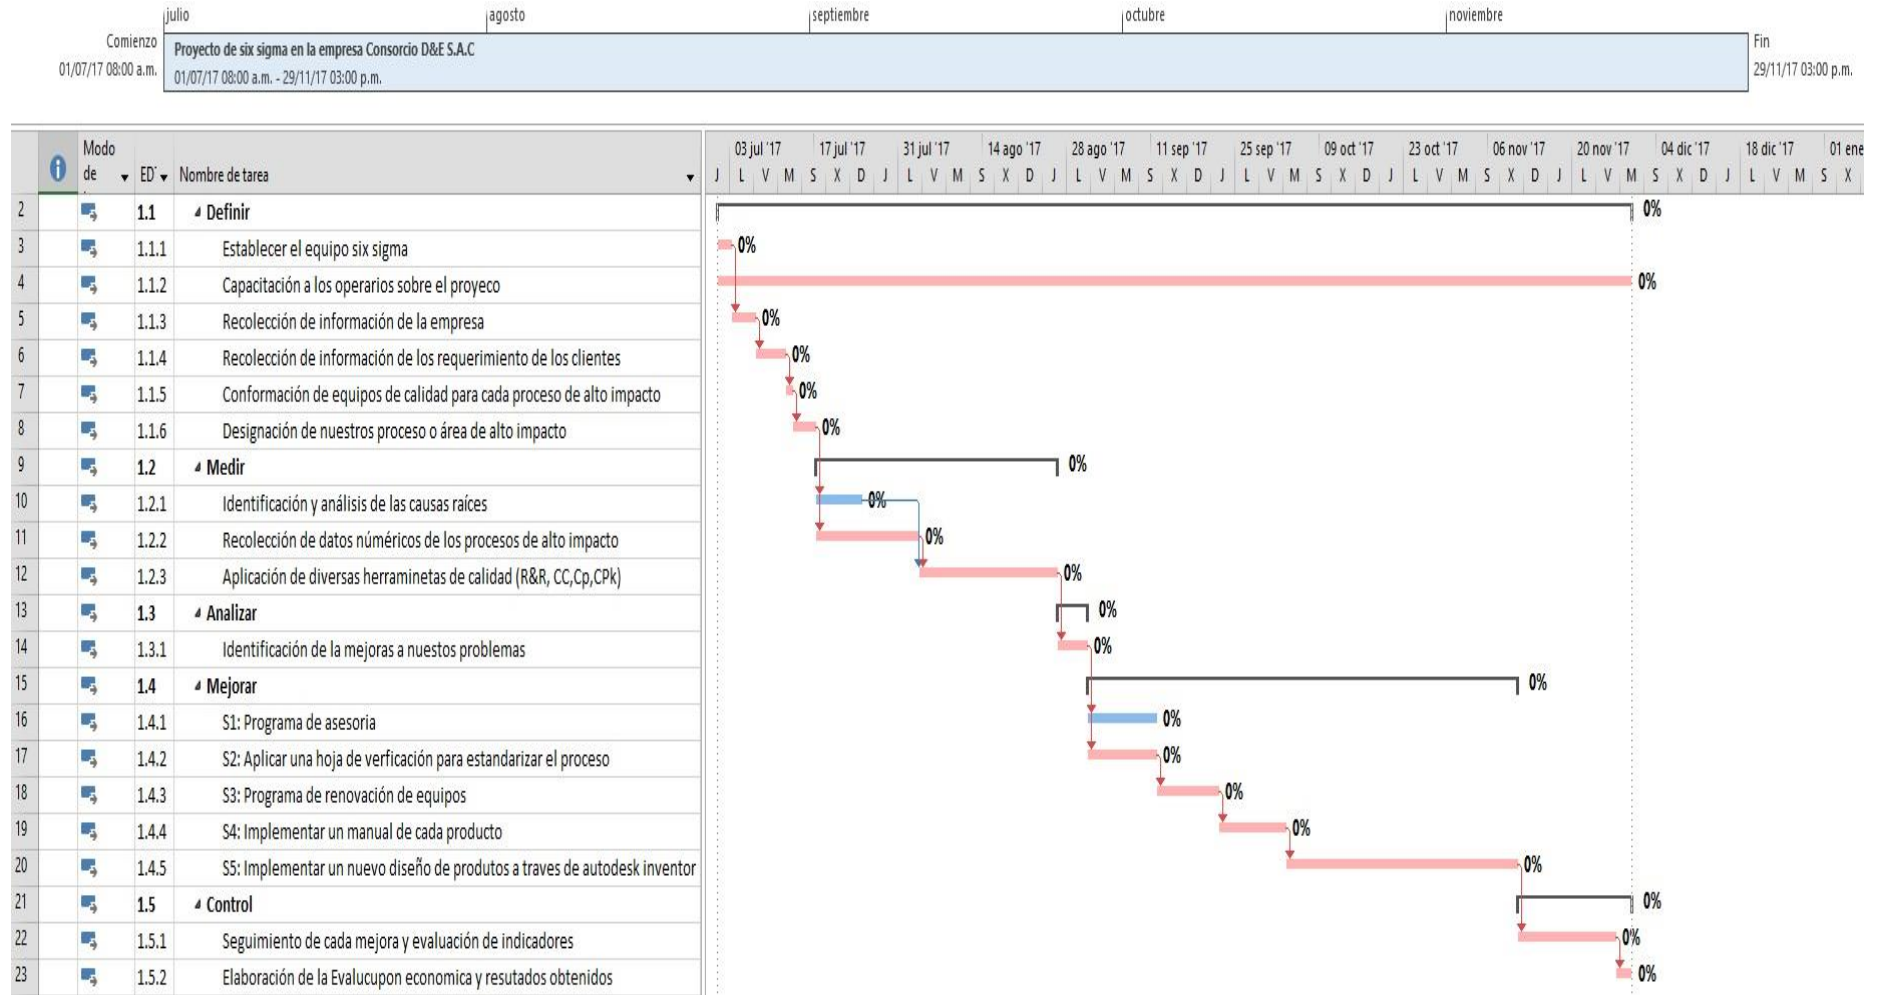 julio agosto septiembre octubre noviembre
Comienzo
01/07/17 08:00 a.m.
Proyecto de six sigma en la empresa Consorcio D&E S.A.C
01/07/17 08:00 a.m. - 29/11/17 03:00 p.m.
Fin
29/11/17 03:00 p.m.
Modo de EDT Nombre de tarea
03 jul '17 17 jul '17 31 jul '17 14 ago '17 28 ago '17 11 sep '17 25 sep '17 09 oct '17 23 oct '17 06 nov '17 20 nov '17 04 dic '17 18 dic '17 01 ene
J L V M S X D J L V M S X D J L V M S X D J L V M S X D J L V M S X D J L V M S X D J L V M S X
2 1.1 Definir 0%
3 1.1.1 Establecer el equipo six sigma 0%
4 1.1.2 Capacitación a los operarios sobre el proyeco 0%
5 1.1.3 Recolección de información de la empresa 0%
6 1.1.4 Recolección de información de los requerimiento de los clientes 0%
7 1.1.5 Conformación de equipos de calidad para cada proceso de alto impacto 0%
8 1.1.6 Designación de nuestros proceso o área de alto impacto 0%
9 1.2 Medir 0%
10 1.2.1 Identificación y análisis de las causas raíces 0%
11 1.2.2 Recolección de datos núméricos de los procesos de alto impacto 0%
12 1.2.3 Aplicación de diversas herraminetas de calidad (R&R, CC,Cp,CPk) 0%
13 1.3 Analizar 0%
14 1.3.1 Identificación de la mejoras a nuestos problemas 0%
15 1.4 Mejorar 0%
16 1.4.1 S1: Programa de asesoria 0%
17 1.4.2 S2: Aplicar una hoja de verficación para estandarizar el proceso 0%
18 1.4.3 S3: Programa de renovación de equipos 0%
19 1.4.4 S4: Implementar un manual de cada producto 0%
20 1.4.5 S5: Implementar un nuevo diseño de produtos a traves de autodesk inventor 0%
21 1.5 Control 0%
22 1.5.1 Seguimiento de cada mejora y evaluación de indicadores 0%
23 1.5.2 Elaboración de la Evalucupon economica y resutados obtenidos 0%